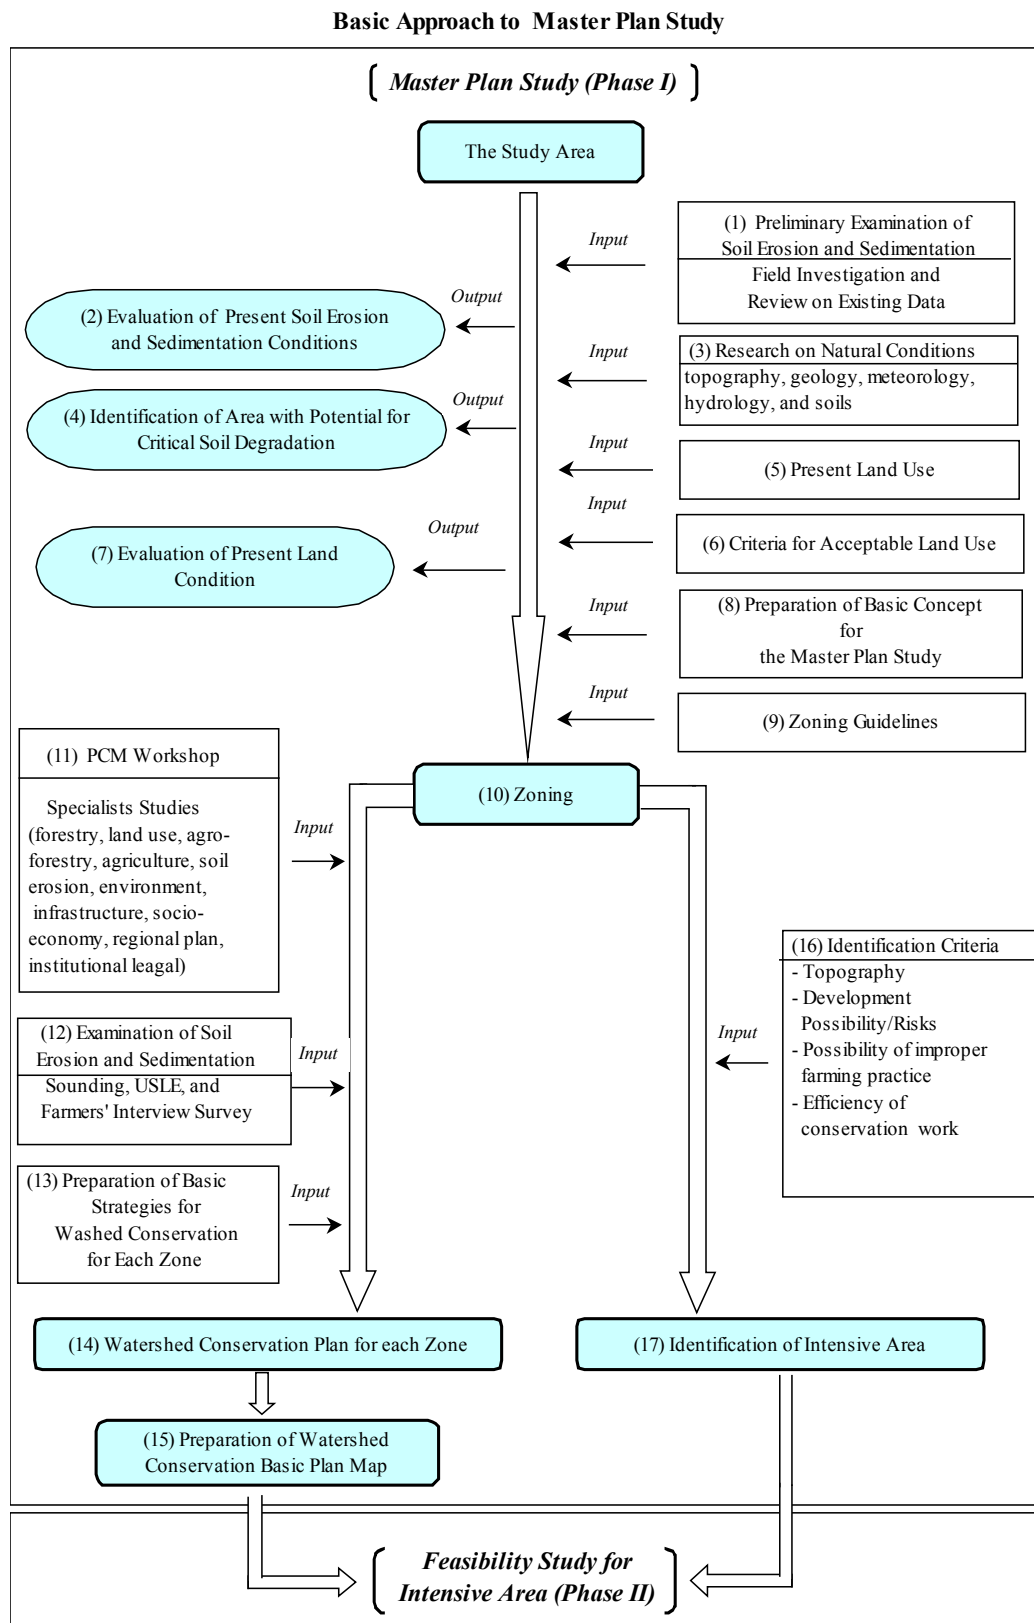 Basic Approach to Master Plan Study
Master Plan Study (Phase I)
The Study Area
Input
(1) Preliminary Examination of
Soil Erosion and Sedimentation
Field Investigation and
Review on Existing Data
Output
(2) Evaluation of Present Soil Erosion
and Sedimentation Conditions
Input
(3) Research on Natural Conditions
topography, geology, meteorology,
hydrology, and soils
Output
(4) Identification of Area with Potential for
Critical Soil Degradation
Input
(5) Present Land Use
Input
(6) Criteria for Acceptable Land Use
Output
(7) Evaluation of Present Land
Condition
Input
(8) Preparation of Basic Concept
for
the Master Plan Study
Input
(9) Zoning Guidelines
(10) Zoning
(11) PCM Workshop
Specialists Studies
(forestry, land use, agro-
forestry, agriculture, soil
erosion, environment,
infrastructure, socio-
economy, regional plan,
institutional leagal)
Input
(12) Examination of Soil
Erosion and Sedimentation
Sounding, USLE, and
Farmers' Interview Survey
Input
(13) Preparation of Basic
Strategies for
Washed Conservation
for Each Zone
Input
(16) Identification Criteria
- Topography
- Development
Possibility/Risks
- Possibility of improper
farming practice
- Efficiency of
conservation work
Input
(14) Watershed Conservation Plan for each Zone
(17) Identification of Intensive Area
(15) Preparation of Watershed
Conservation Basic Plan Map
Feasibility Study for
Intensive Area (Phase II)